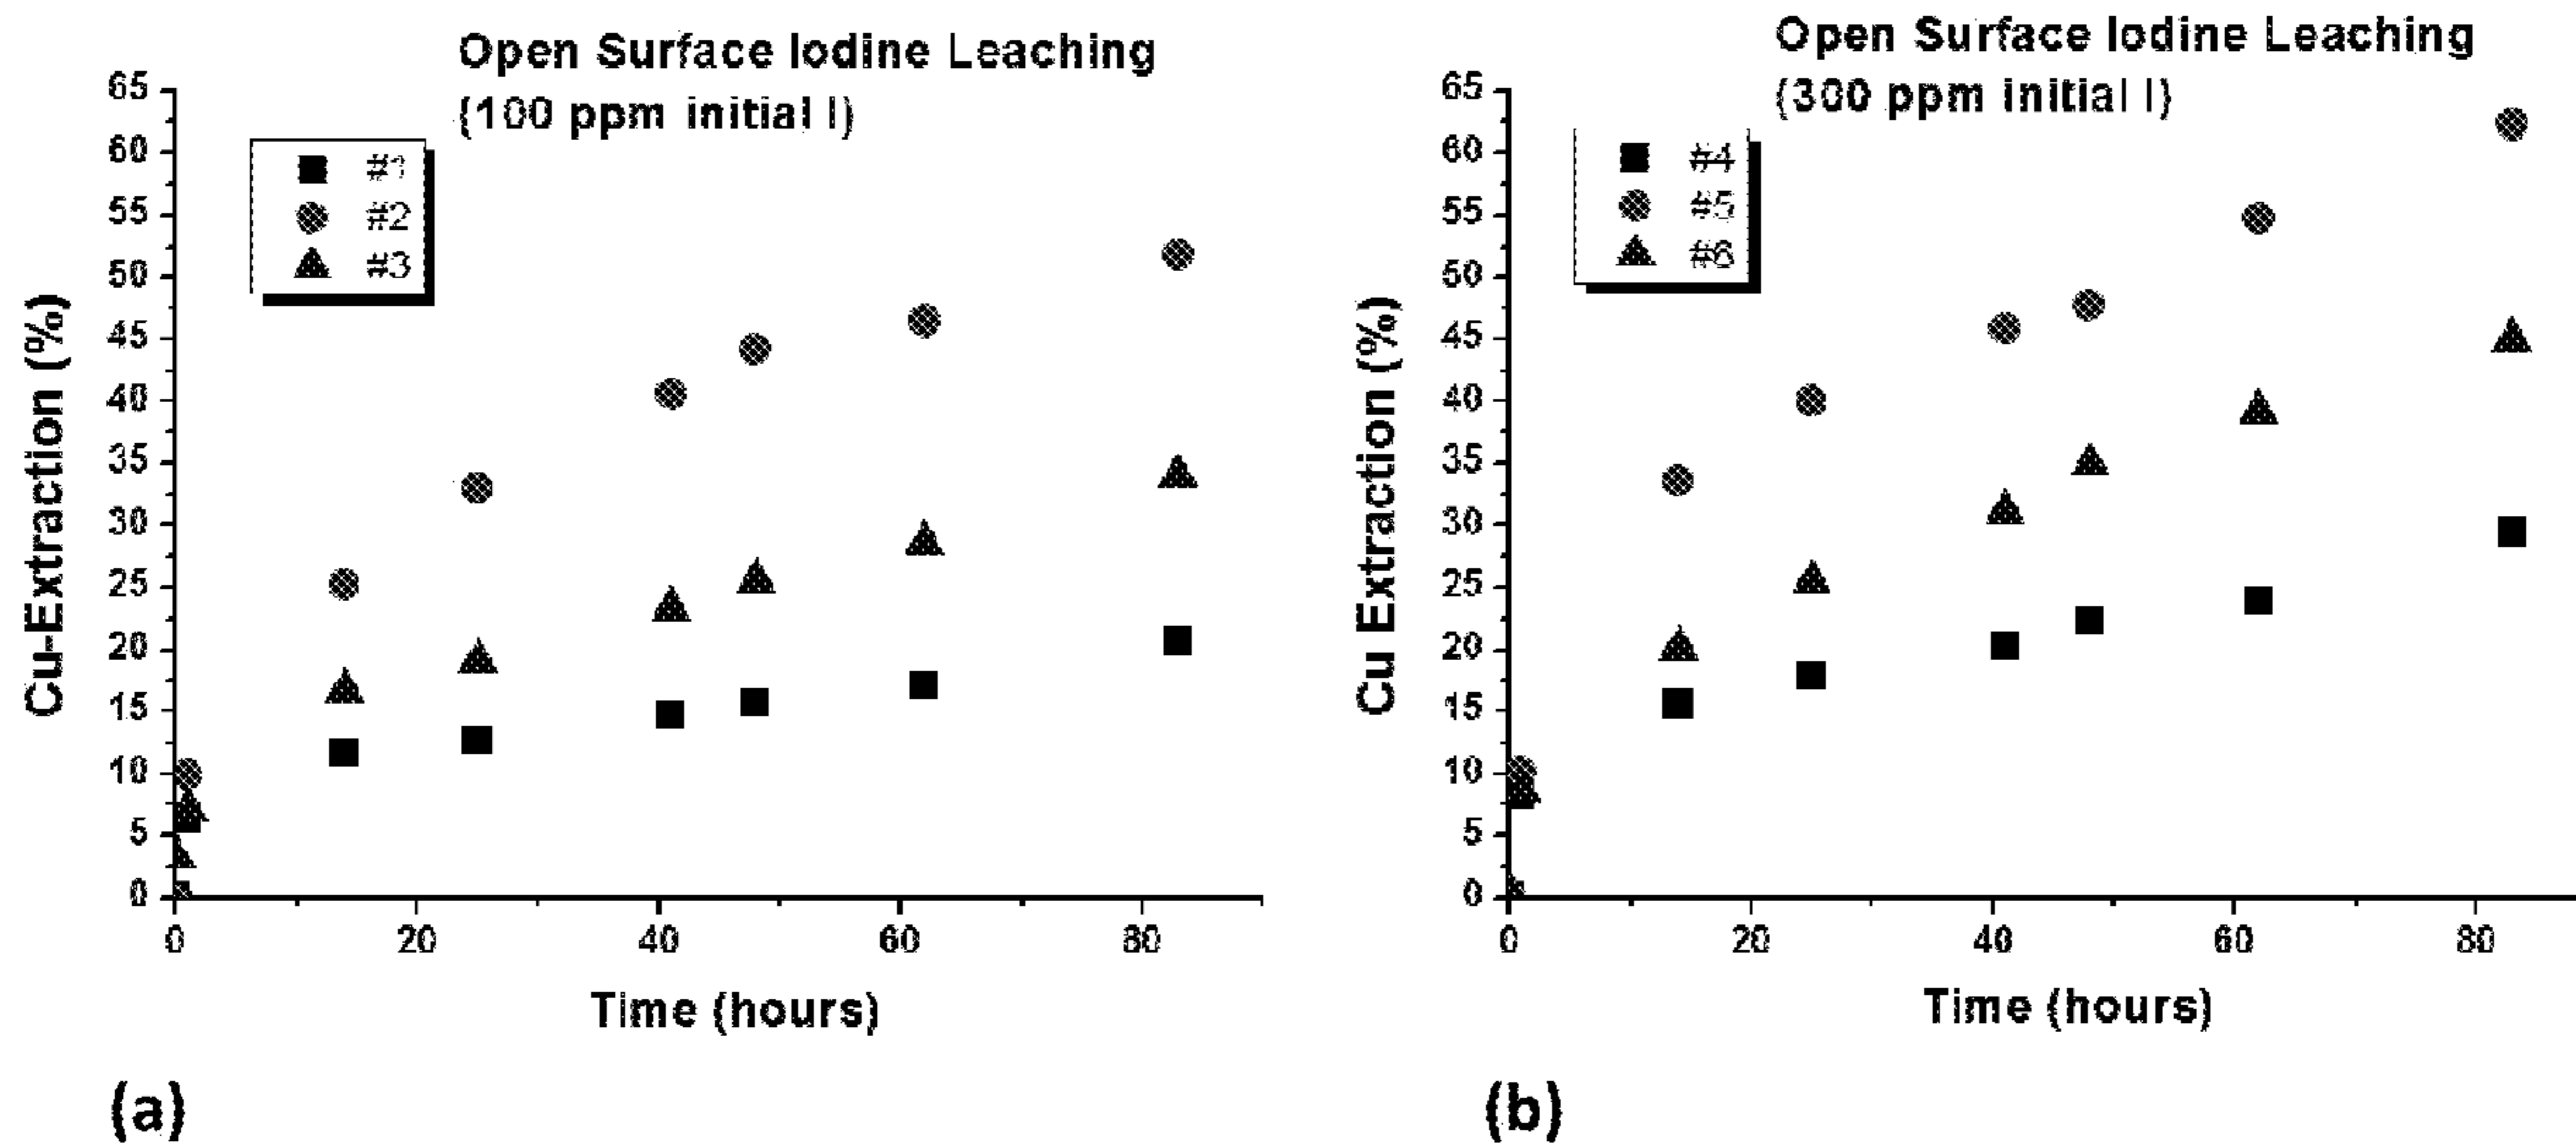 Open Surface Iodine Leaching
(100 ppm initial I)
#1
#2
#3
65
60
55
50
45
40
35
30
25
20
15
10
5
0
Cu-Extraction (%)
0 20 40 60 80
Time (hours)
(a)
Open Surface Iodine Leaching
(300 ppm initial I)
#4
#5
#6
65
60
55
50
45
40
35
30
25
20
15
10
5
0
Cu Extraction (%)
0 20 40 60 80
Time (hours)
(b)